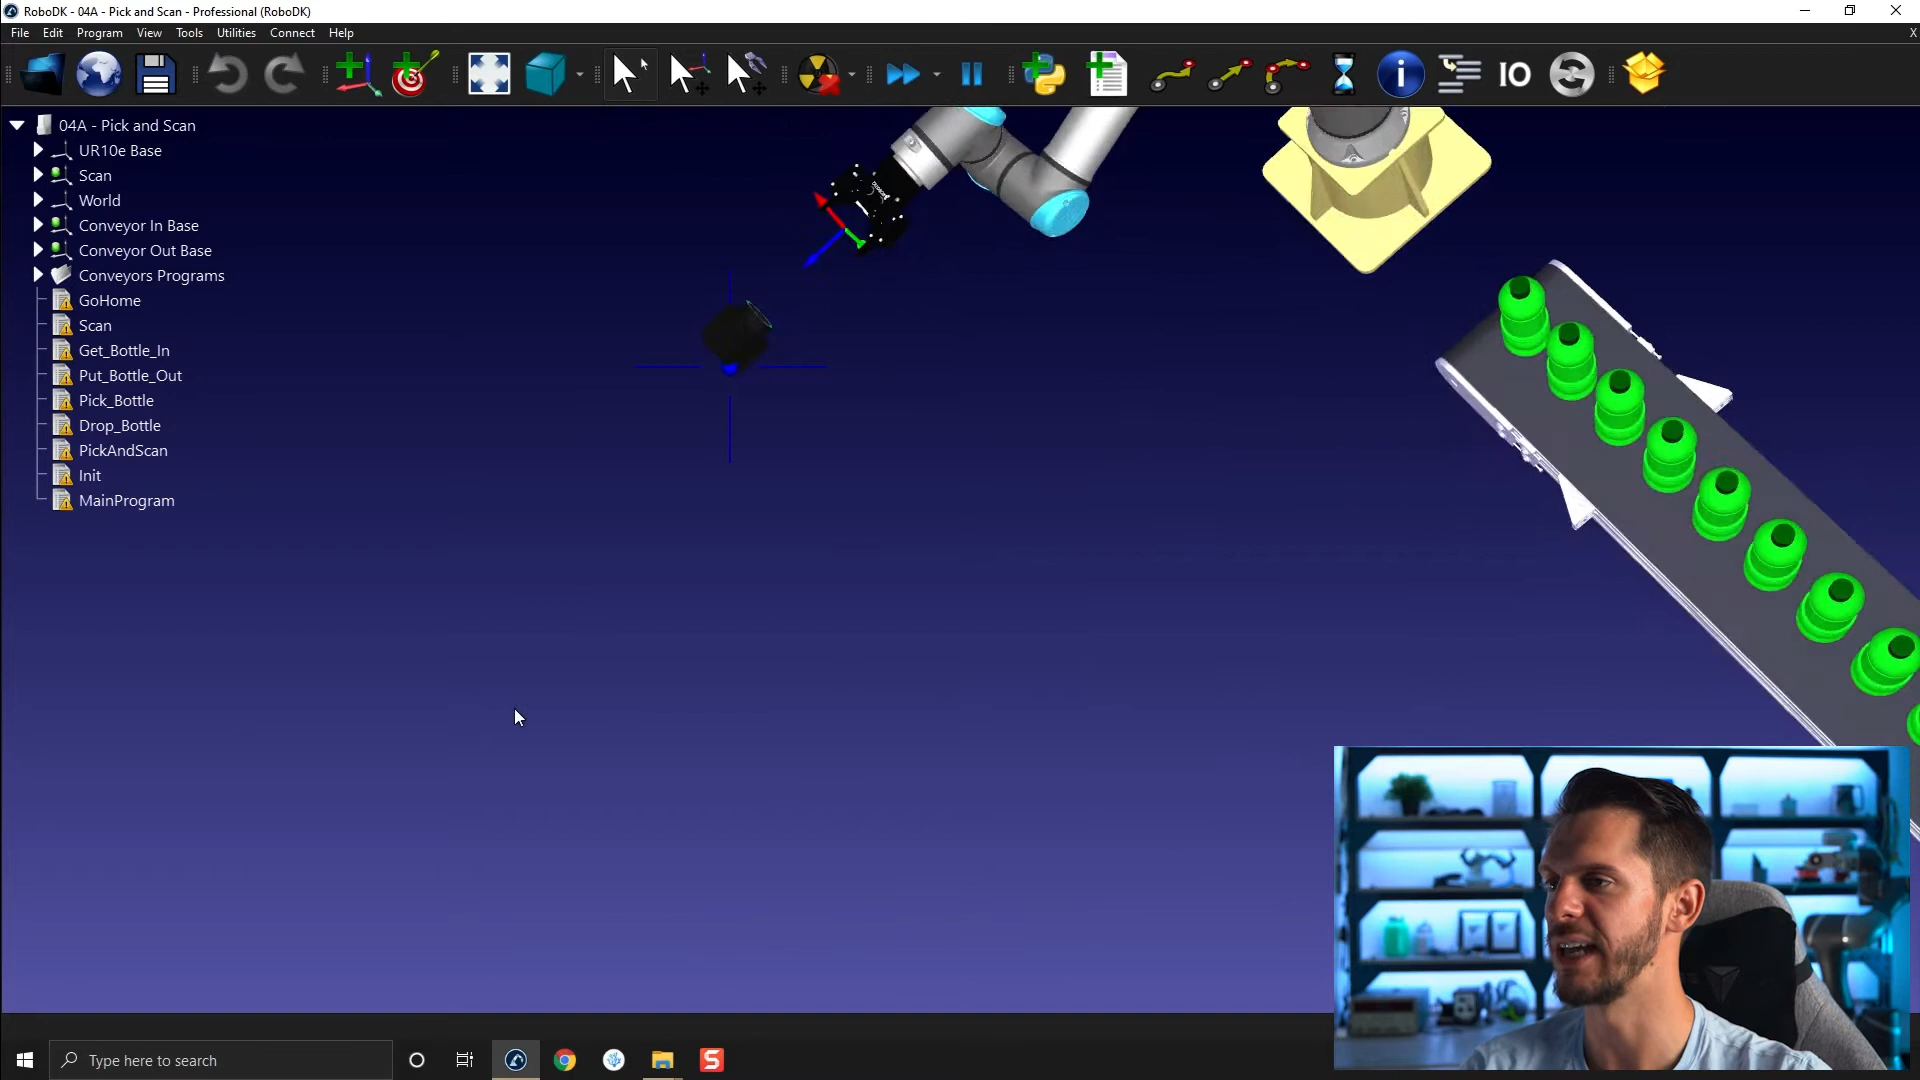 RoboDK - 04A - Pick and Scan - Professional (RoboDK)
File Edit Program View Tools Utilities Connect Help X
IO
04A - Pick and Scan
UR10e Base
Scan
World
Conveyor In Base
Conveyor Out Base
Conveyors Programs
GoHome
Scan
Get_Bottle_In
Put_Bottle_Out
Pick_Bottle
Drop_Bottle
PickAndScan
Init
MainProgram
Type here to search